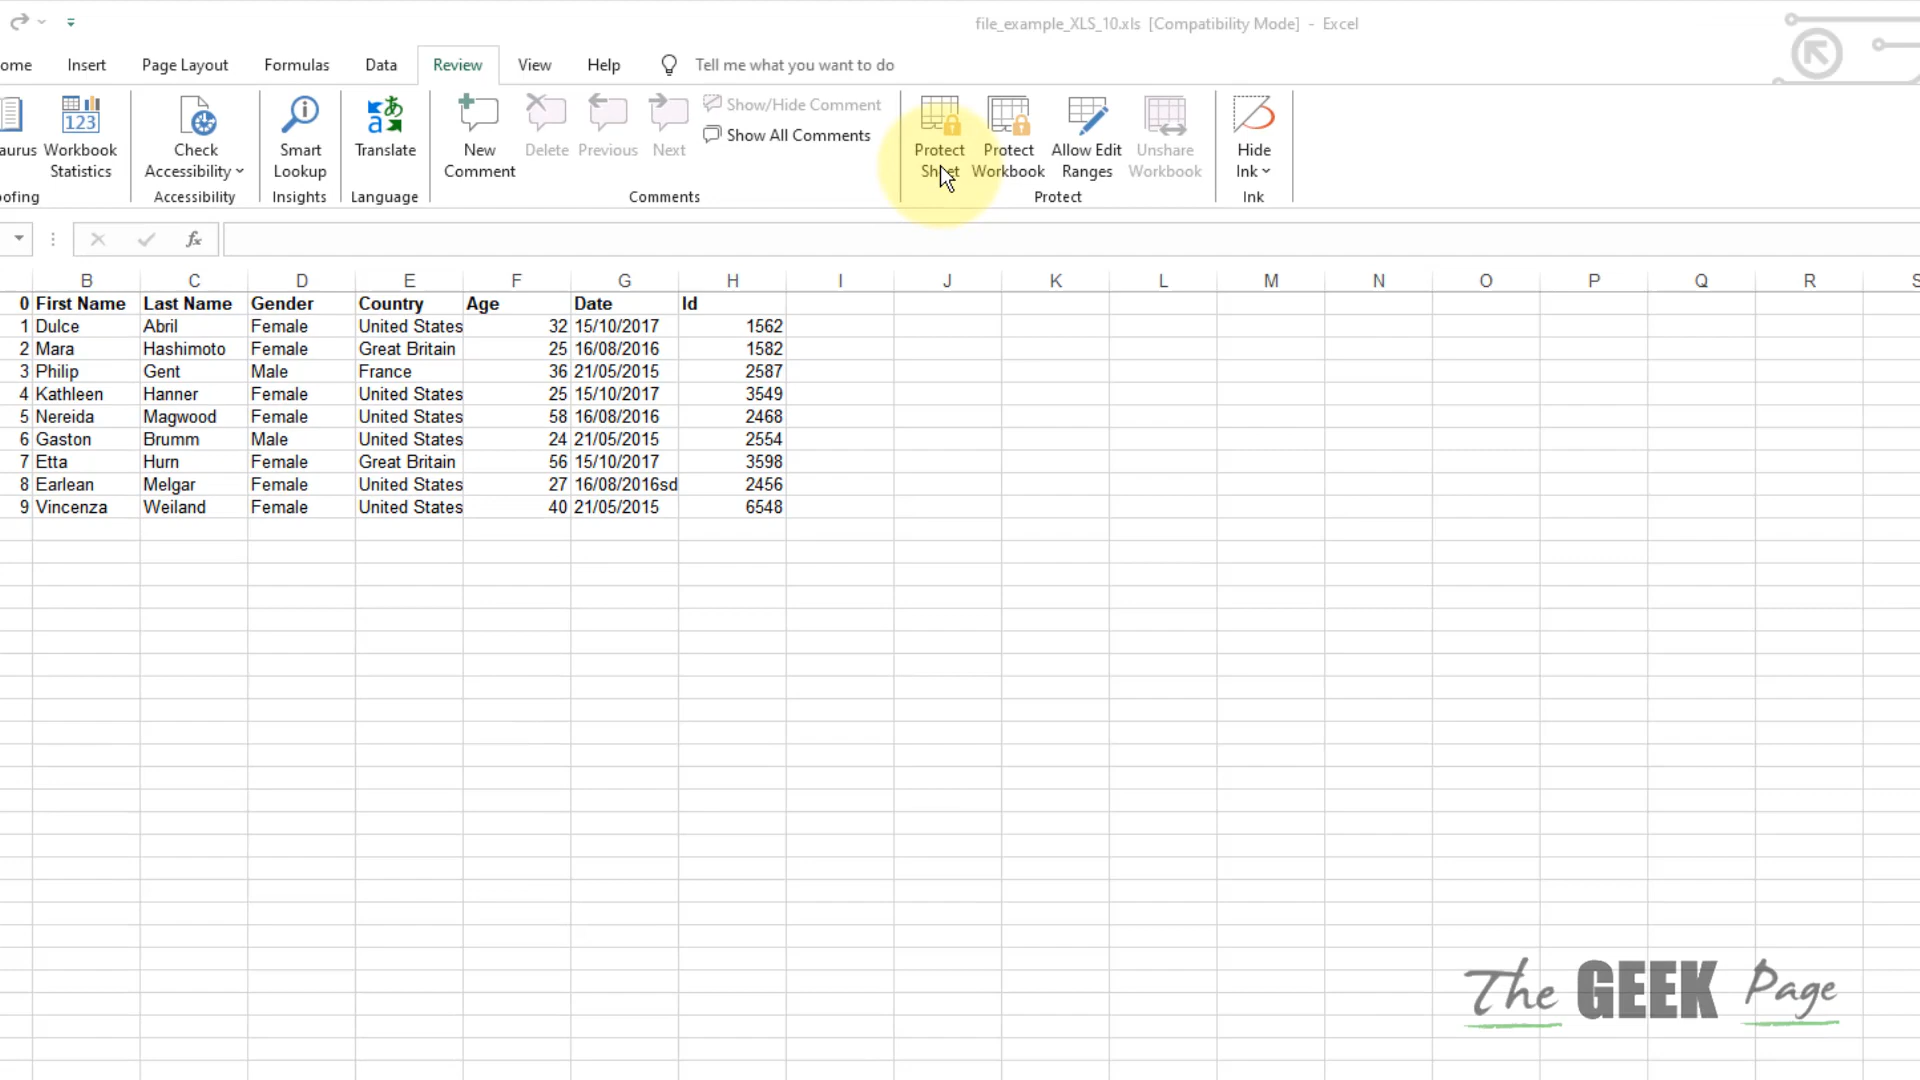 file_example_XLS_10.xls [Compatibility Mode] - Excel
ome Insert Page Layout Formulas Data Review View Help Tell me what you want to do
aurus
Workbook Statistics
Check Accessibility
Smart Lookup
Translate
New Comment
Delete
Previous
Next
Show/Hide Comment
Show All Comments
Protect Sheet
Protect Workbook
Allow Edit Ranges
Unshare Workbook
Hide Ink
oofing Accessibility Insights Language Comments Protect Ink
fx
B C D E F G H I J K L M N O P Q R S
0 First Name Last Name Gender Country Age Date Id
1 Dulce Abril Female United States 32 15/10/2017 1562
2 Mara Hashimoto Female Great Britain 25 16/08/2016 1582
3 Philip Gent Male France 36 21/05/2015 2587
4 Kathleen Hanner Female United States 25 15/10/2017 3549
5 Nereida Magwood Female United States 58 16/08/2016 2468
6 Gaston Brumm Male United States 24 21/05/2015 2554
7 Etta Hurn Female Great Britain 56 15/10/2017 3598
8 Earlean Melgar Female United States 27 16/08/2016sd 2456
9 Vincenza Weiland Female United States 40 21/05/2015 6548
The GEEK Page